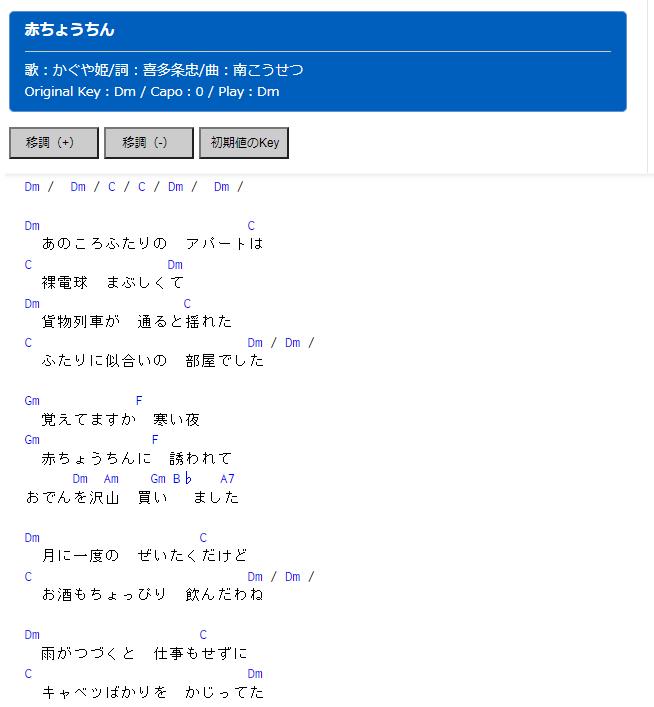 赤ちょうちん
歌：かぐや姫/詞：喜多条忠/曲：南こうせつ
Original Key：Dm / Capo：0 / Play：Dm
移調（+） 移調（-） 初期値のKey
Dm / Dm / C / C / Dm / Dm /
Dm C
あのころふたりの　アパートは
C Dm
裸電球　まぶしくて
Dm C
貨物列車が　通ると揺れた
C Dm / Dm /
ふたりに似合いの　部屋でした
Gm F
覚えてますか　寒い夜
Gm F
赤ちょうちんに　誘われて
Dm Am Gm B♭ A7
おでんを沢山　買い　ました
Dm C
月に一度の　ぜいたくだけど
C Dm / Dm /
お酒もちょっぴり　飲んだわね
Dm C
雨がつづくと　仕事もせずに
C Dm
キャベツばかりを　かじってた